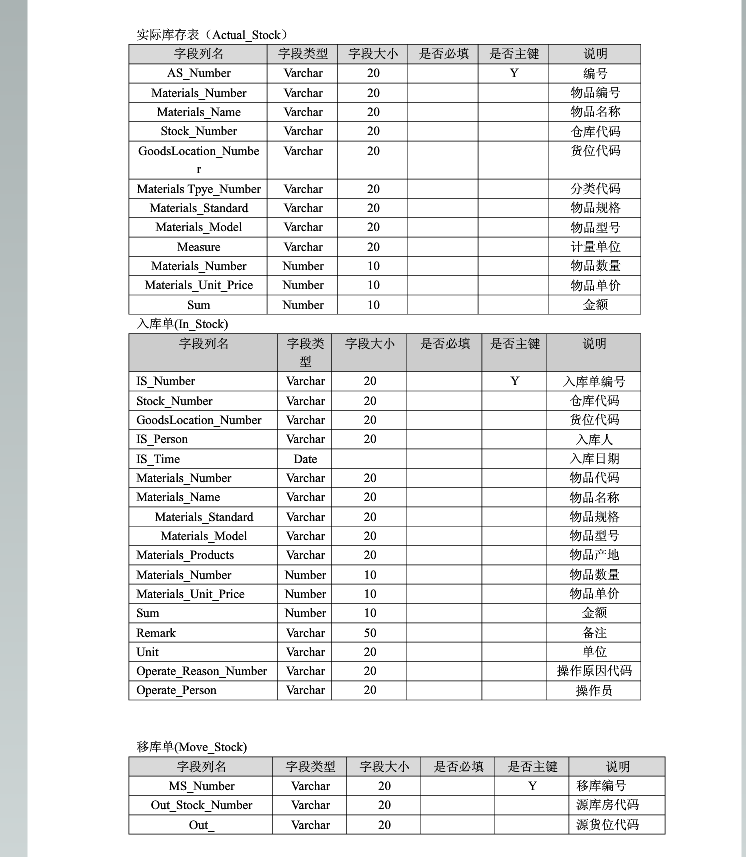 实际库存表（Actual_Stock）
字段列名 字段类型 字段大小 是否必填 是否主键 说明
AS_Number Varchar 20 Y 编号
Materials_Number Varchar 20 物品编号
Materials_Name Varchar 20 物品名称
Stock_Number Varchar 20 仓库代码
GoodsLocation_Numbe Varchar 20 货位代码
r
Materials Tpye_Number Varchar 20 分类代码
Materials_Standard Varchar 20 物品规格
Materials_Model Varchar 20 物品型号
Measure Varchar 20 计量单位
Materials_Number Number 10 物品数量
Materials_Unit_Price Number 10 物品单价
Sum Number 10 金额
入库单(In_Stock)
字段列名 字段类 字段大小 是否必填 是否主键 说明
型
IS_Number Varchar 20 Y 入库单编号
Stock_Number Varchar 20 仓库代码
GoodsLocation_Number Varchar 20 货位代码
IS_Person Varchar 20 入库人
IS_Time Date 入库日期
Materials_Number Varchar 20 物品代码
Materials_Name Varchar 20 物品名称
Materials_Standard Varchar 20 物品规格
Materials_Model Varchar 20 物品型号
Materials_Products Varchar 20 物品产地
Materials_Number Number 10 物品数量
Materials_Unit_Price Number 10 物品单价
Sum Number 10 金额
Remark Varchar 50 备注
Unit Varchar 20 单位
Operate_Reason_Number Varchar 20 操作原因代码
Operate_Person Varchar 20 操作员
移库单(Move_Stock)
字段列名 字段类型 字段大小 是否必填 是否主键 说明
MS_Number Varchar 20 Y 移库编号
Out_Stock_Number Varchar 20 源库房代码
Out_ Varchar 20 源货位代码